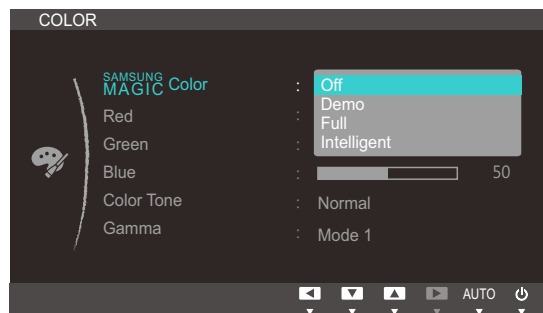 COLOR
SAMSUNG MAGIC Color : Off
Demo
Full
Intelligent
Red :
Green :
Blue : 50
Color Tone : Normal
Gamma : Mode 1
AUTO